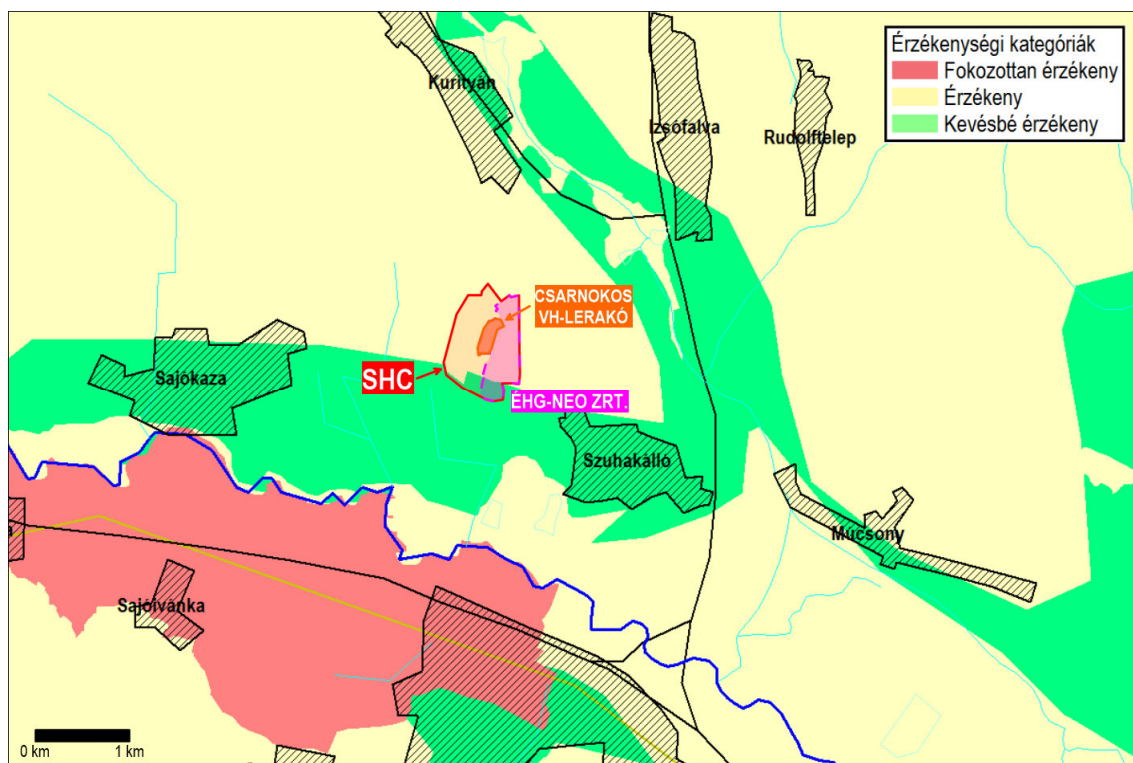 Érzékenységi kategóriák
Fokozottan érzékeny
Érzékeny
Kevésbé érzékeny
Kurityán
Izsófalva
Rudolftelep
CSARNOKOS
VH-LERAKÓ
SHC
Sajókaza
ÉHG-NEO ZRT.
Szuhakálló
Múcsony
a
Sajóivánka
0 km
1 km